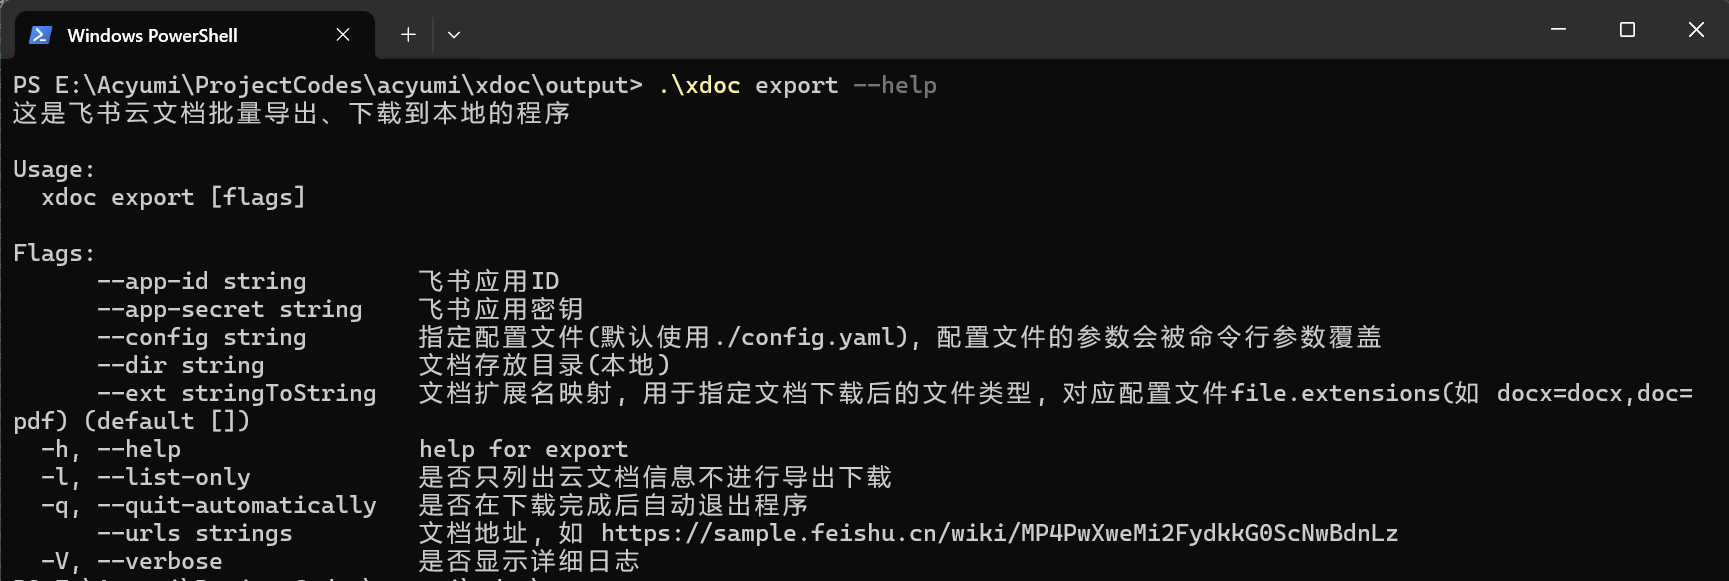 Windows PowerShell
PS E:\Acyumi\ProjectCodes\acyumi\xdoc\output> .\xdoc export --help
这是飞书云文档批量导出、下载到本地的程序
Usage:
  xdoc export [flags]
Flags:
      --app-id string        飞书应用ID
      --app-secret string    飞书应用密钥
      --config string        指定配置文件(默认使用./config.yaml), 配置文件的参数会被命令行参数覆盖
      --dir string           文档存放目录(本地)
      --ext stringToString   文档扩展名映射, 用于指定文档下载后的文件类型, 对应配置文件file.extensions(如 docx=docx,doc=
pdf) (default [])
  -h, --help                 help for export
  -l, --list-only            是否只列出云文档信息不进行导出下载
  -q, --quit-automatically   是否在下载完成后自动退出程序
      --urls strings         文档地址, 如 https://sample.feishu.cn/wiki/MP4PwXweMi2FydkkG0ScNwBdnLz
  -V, --verbose              是否显示详细日志